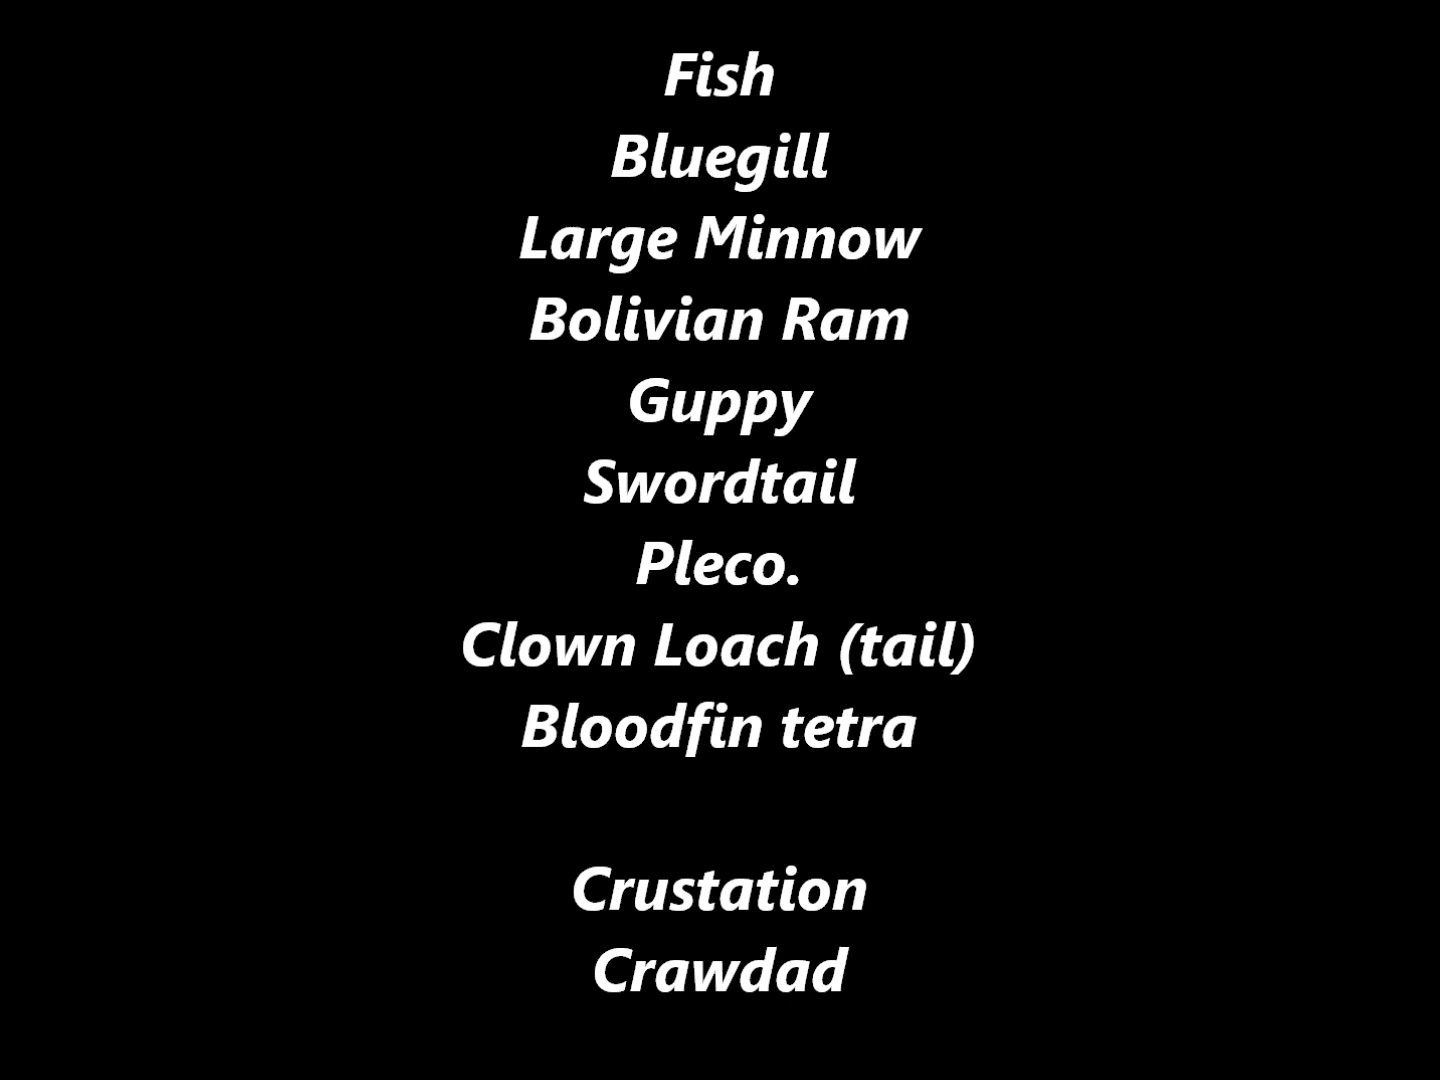 Fish
Bluegill
Large Minnow
Bolivian Ram
Guppy
Swordtail
Pleco.
Clown Loach (tail)
Bloodfin tetra
Crustation
Crawdad